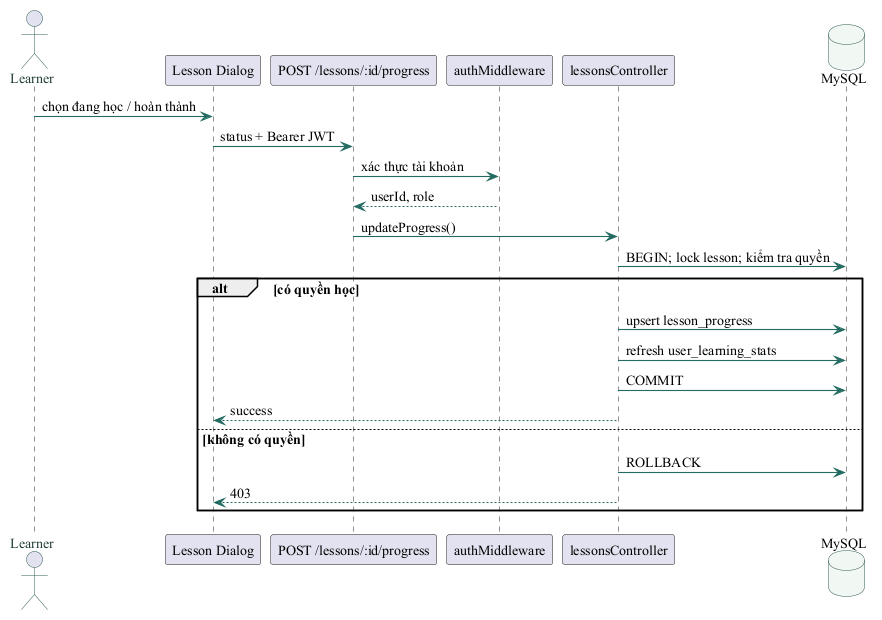 Learner
Lesson Dialog
POST /lessons/:id/progress
authMiddleware
lessonsController
MySQL
chọn đang học / hoàn thành
status + Bearer JWT
xác thực tài khoản
userId, role
updateProgress()
BEGIN; lock lesson; kiểm tra quyền
alt
[có quyền học]
upsert lesson_progress
refresh user_learning_stats
COMMIT
success
[không có quyền]
ROLLBACK
403
Learner
Lesson Dialog
POST /lessons/:id/progress
authMiddleware
lessonsController
MySQL